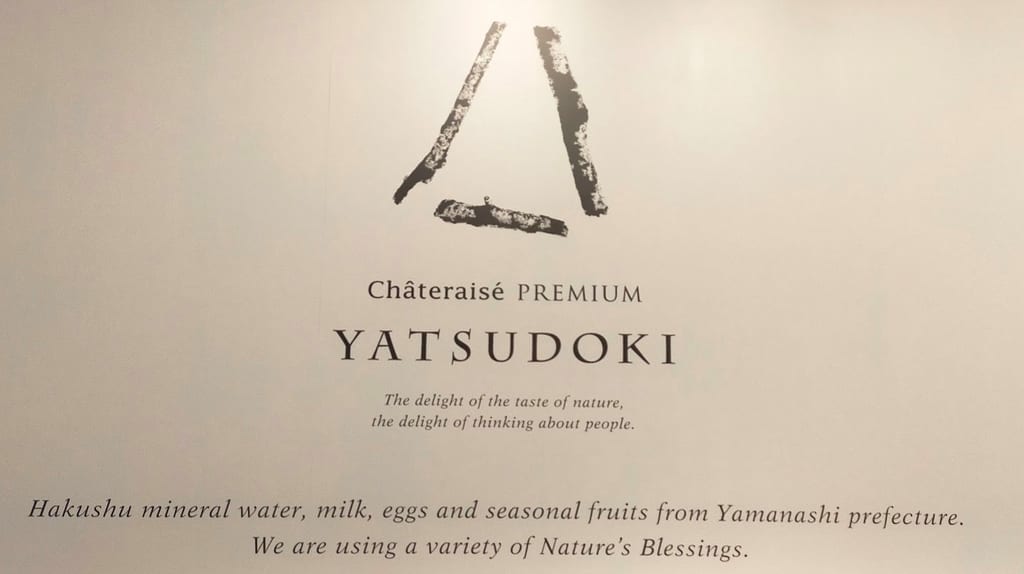 Châteraisé PREMIUM
YATSUDOKI
The delight of the taste of nature,
the delight of thinking about people.
Hakushu mineral water, milk, eggs and seasonal fruits from Yamanashi prefecture.
We are using a variety of Nature's Blessings.